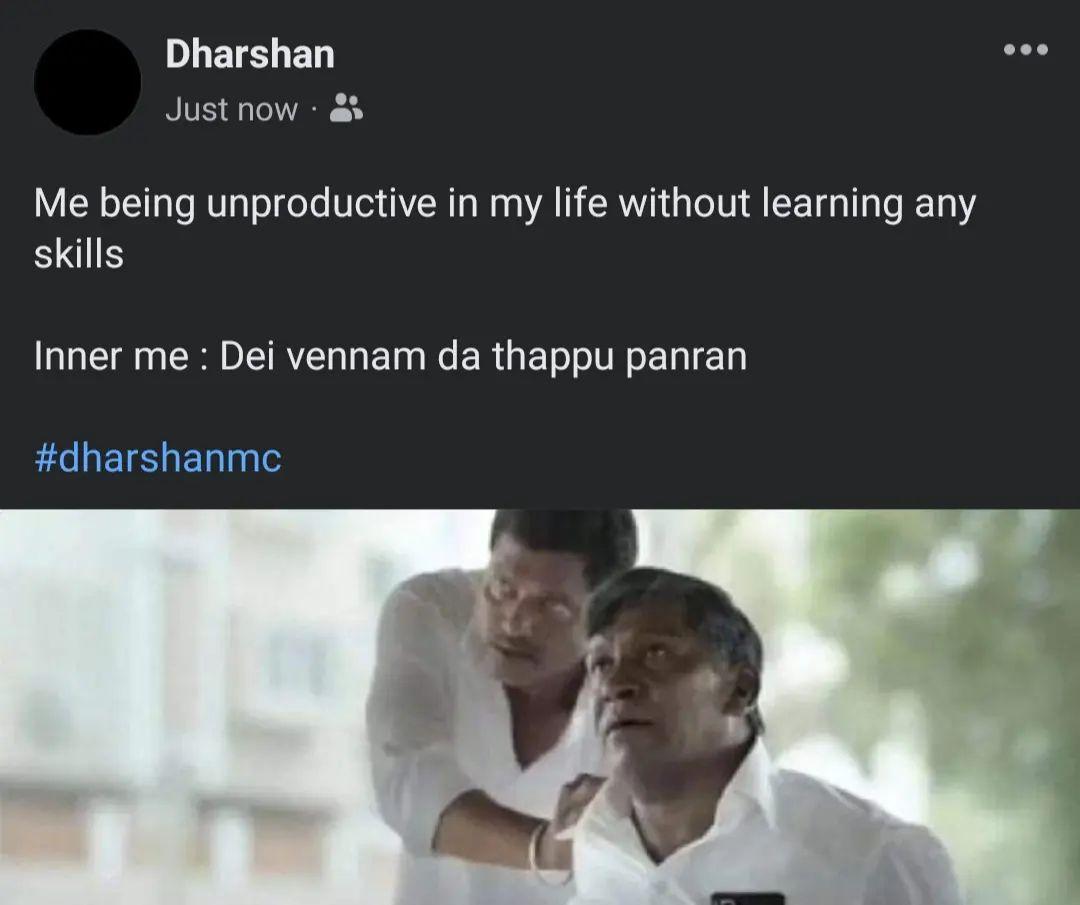 Dharshan
Just now ·
Me being unproductive in my life without learning any
skills
Inner me : Dei vennam da thappu panran
#dharshanmc